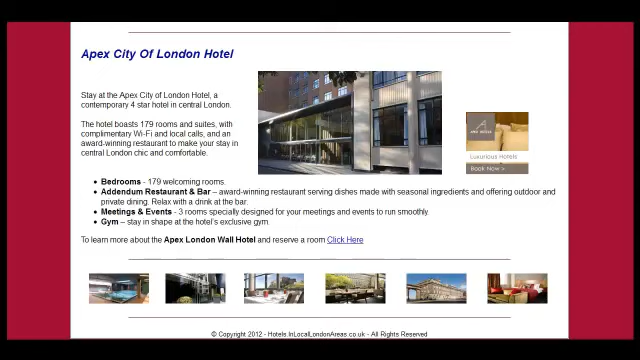 Apex City Of London Hotel
Stay at the Apex City of London Hotel, a
contemporary 4 star hotel in central London.
The hotel boasts 179 rooms and suites, with
complimentary Wi-Fi and local calls, and an
award-winning restaurant to make your stay in
central London chic and comfortable.
Luxurious Hotels
Book Now >
• Bedrooms - 179 welcoming rooms.
• Addendum Restaurant & Bar – award-winning restaurant serving dishes made with seasonal ingredients and offering outdoor and
private dining. Relax with a drink at the bar.
• Meetings & Events - 3 rooms specially designed for your meetings and events to run smoothly.
• Gym – stay in shape at the hotel's exclusive gym.
To learn more about the Apex London Wall Hotel and reserve a room Click Here
© Copyright 2012 - Hotels.InLocalLondonAreas.co.uk - All Rights Reserved